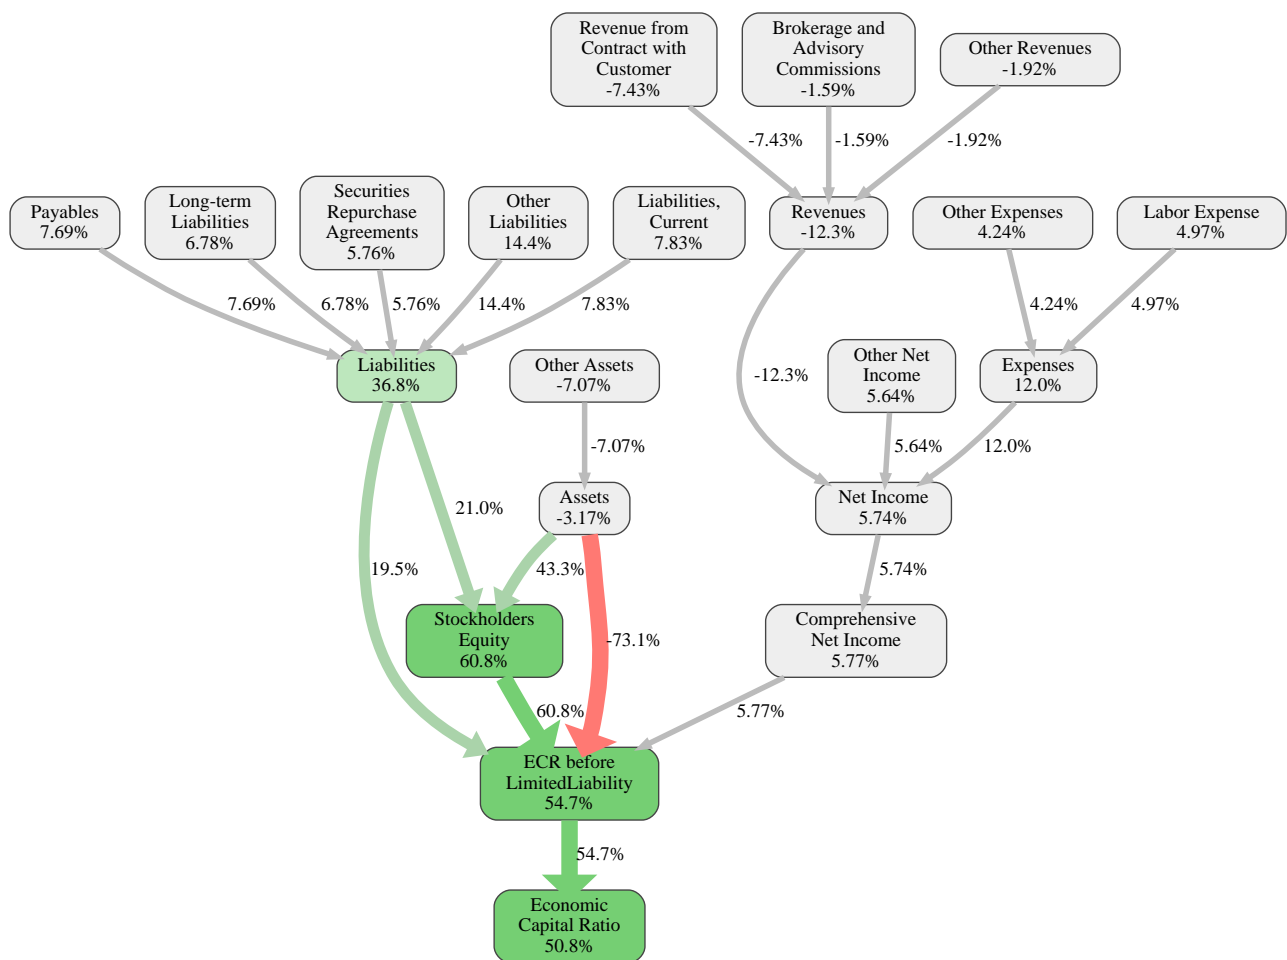 Revenue from
Contract with
Customer
-7.43%
Brokerage and
Advisory
Commissions
-1.59%
Other Revenues
-1.92%
-7.43%
-1.59%
-1.92%
Payables
7.69%
Long-term
Liabilities
6.78%
Securities
Repurchase
Agreements
5.76%
Other
Liabilities
14.4%
Liabilities,
Current
7.83%
Revenues
-12.3%
Other Expenses
4.24%
Labor Expense
4.97%
7.69%
6.78%
5.76%
14.4%
7.83%
4.24%
4.97%
Liabilities
36.8%
Other Assets
-7.07%
-12.3%
Other Net
Income
5.64%
Expenses
12.0%
-7.07%
5.64%
12.0%
21.0%
Assets
-3.17%
Net Income
5.74%
19.5%
43.3%
5.74%
Stockholders
Equity
60.8%
-73.1%
Comprehensive
Net Income
5.77%
60.8%
5.77%
ECR before
LimitedLiability
54.7%
54.7%
Economic
Capital Ratio
50.8%